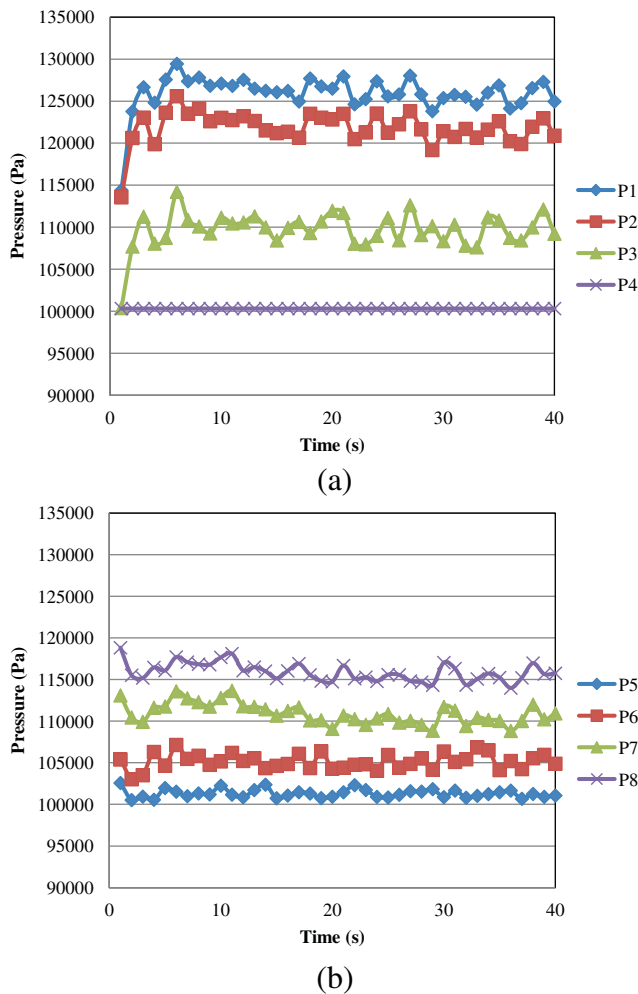 135000
130000
125000
120000
115000
110000
105000
100000
95000
90000
Pressure (Pa)
0 10 20 30 40
Time (s)
P1
P2
P3
P4
(a)
135000
130000
125000
120000
115000
110000
105000
100000
95000
90000
Pressure (Pa)
0 10 20 30 40
Time (s)
P5
P6
P7
P8
(b)